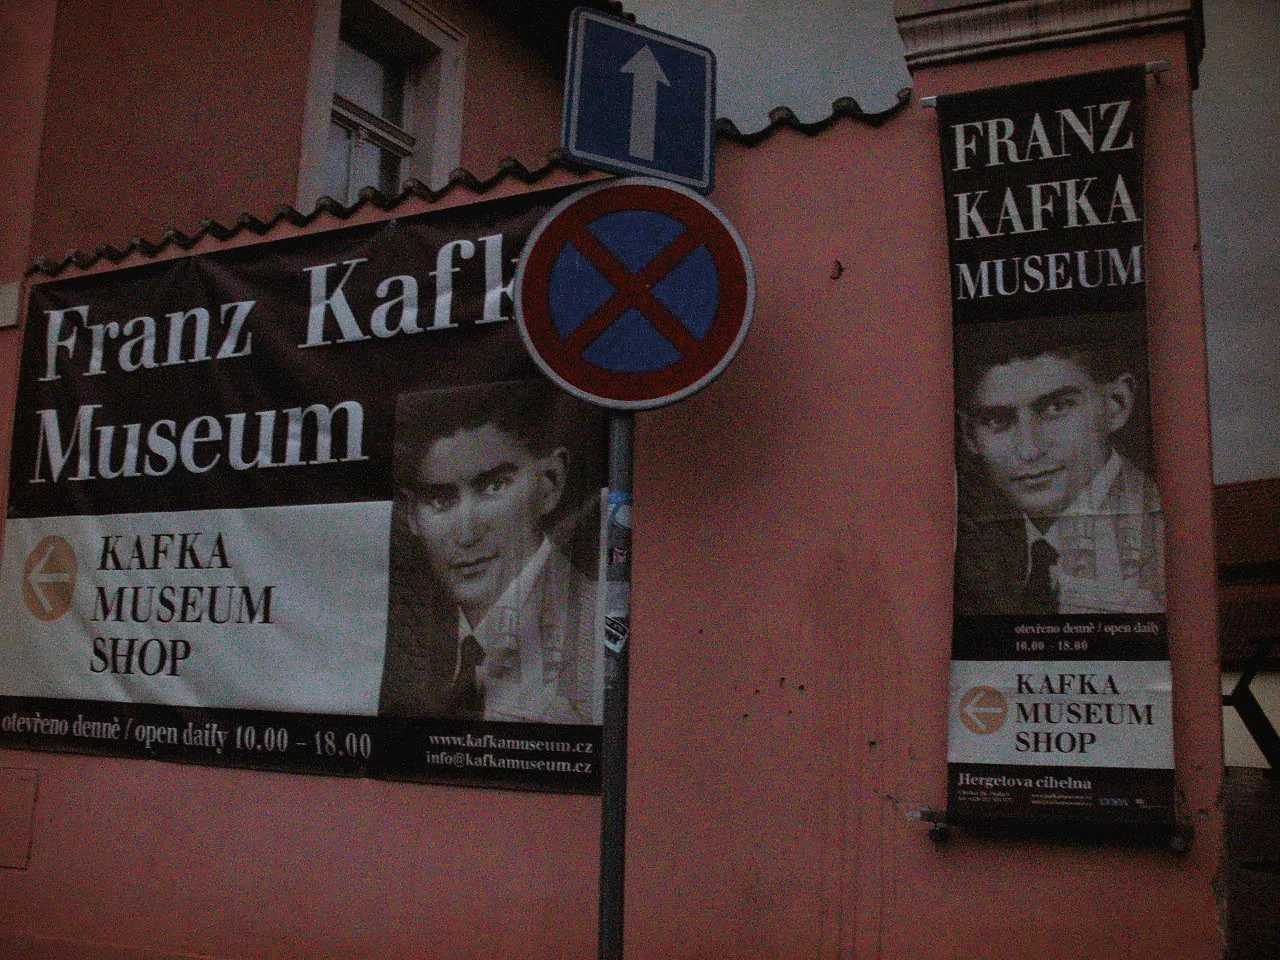 Franz Kafk
Museum
KAFKA
MUSEUM
SHOP
otevřeno denně / open daily 10.00 - 18.00
www.kafkamuseum.cz
info@kafkamuseum.cz
FRANZ
KAFKA
MUSEUM
otevřeno denně / open daily
10.00 - 18.00
KAFKA
MUSEUM
SHOP
Hergetova cihelna